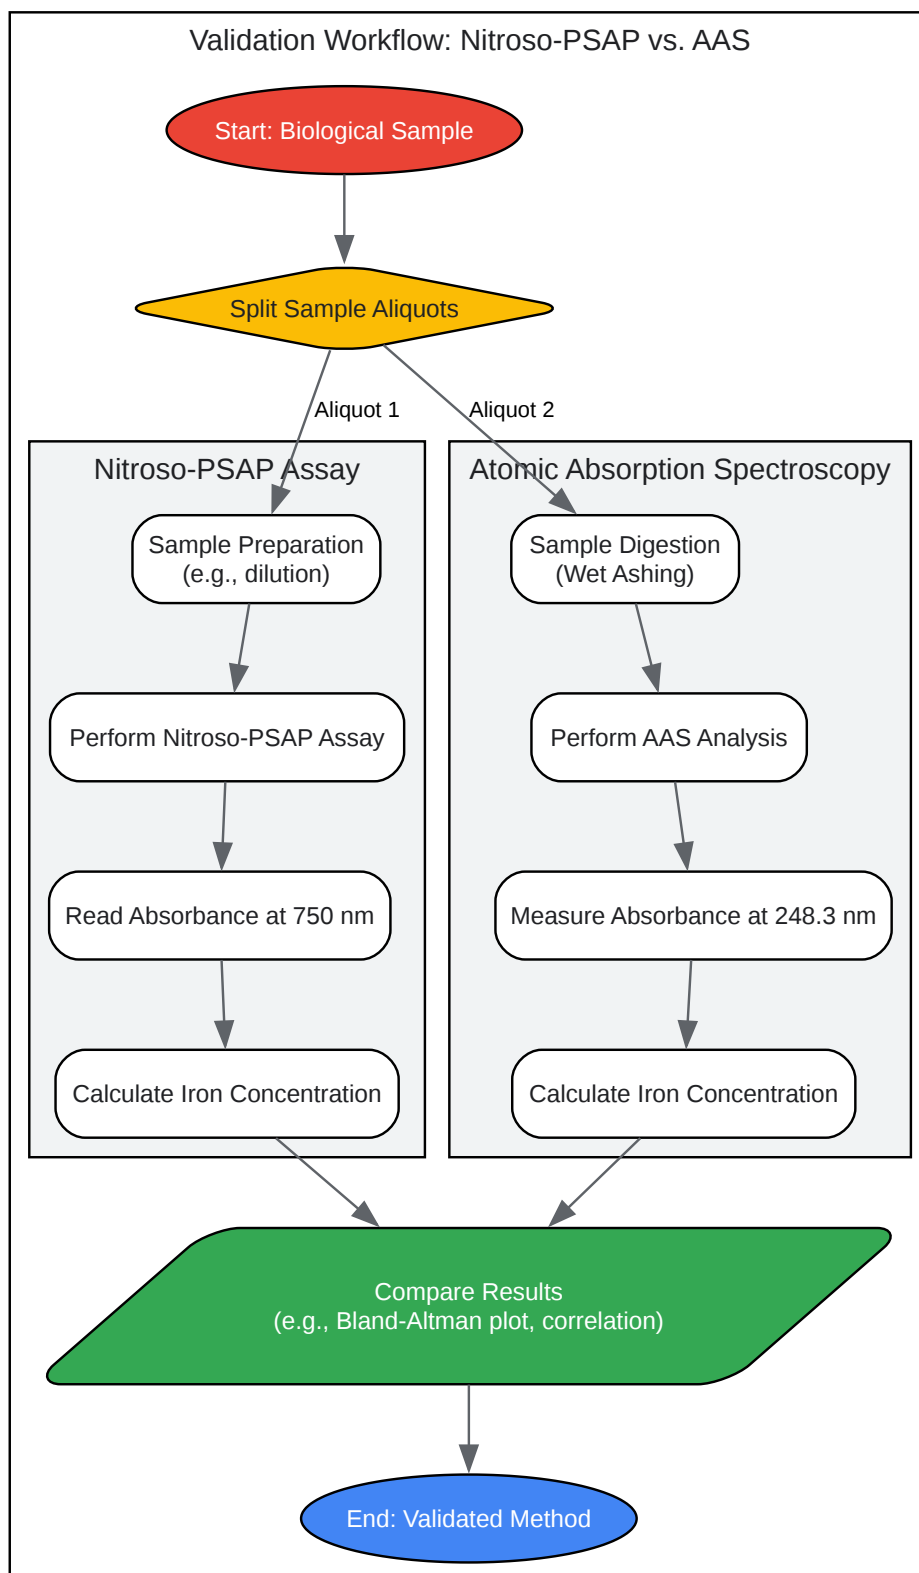 Validation Workflow: Nitroso-PSAP vs. AAS
Start: Biological Sample
Split Sample Aliquots
Aliquot 1
Aliquot 2
Nitroso-PSAP Assay
Sample Preparation
(e.g., dilution)
Perform Nitroso-PSAP Assay
Read Absorbance at 750 nm
Calculate Iron Concentration
Atomic Absorption Spectroscopy
Sample Digestion
(Wet Ashing)
Perform AAS Analysis
Measure Absorbance at 248.3 nm
Calculate Iron Concentration
Compare Results
(e.g., Bland-Altman plot, correlation)
End: Validated Method